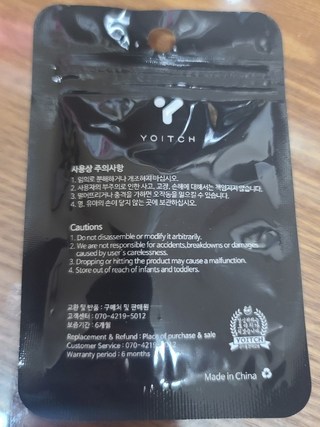 YOITCH
사용상 주의사항
1. 임의로 분해하거나 개조하지 마십시오.
2. 사용자의 부주의로 인한 사고, 고장, 손해에 대해서는 책임지지 않습니다.
3. 떨어뜨리거나 충격을 가하면 오작동을 일으킬 수 있습니다.
4. 영, 유아의 손이 닿지 않는 곳에 보관하십시오.
Cautions
1. Do not disassemble or modify it arbitrarily.
2. We are not responsible for accidents,breakdowns or damages
caused by user`s carelessness.
3. Dropping or hitting the product may cause a malfunction.
4. Store out of reach of infants and toddlers.
교환 및 반품 : 구매처 및 판매원
고객센터 : 070-4219-5012
보증기간 : 6개월
Replacement & Refund : Place of purchase & sale
Customer Service : 070-4219-5012
Warranty period : 6 months
YOITCH
Made in China